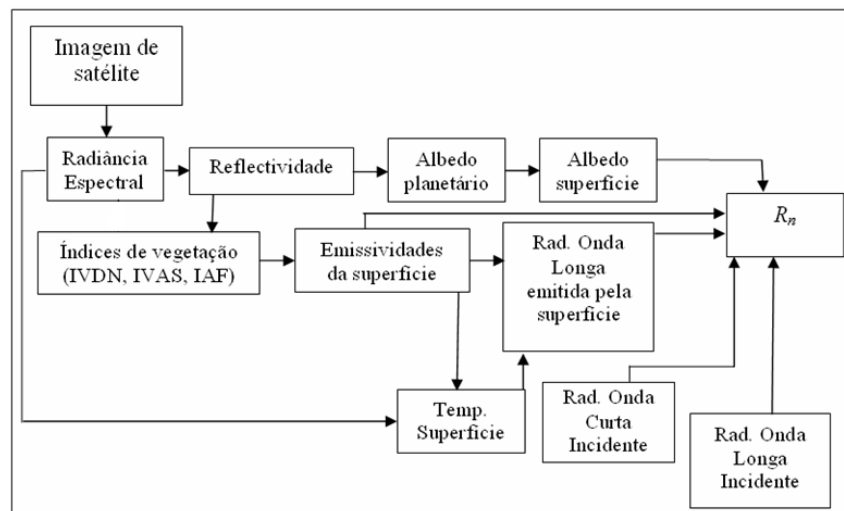 Imagem de
satélite
Radiância
Espectral
Reflectividade
Albedo
planetário
Albedo
superfície
Rn
Índices de vegetação
(IVDN, IVAS, IAF)
Emissividades
da superfície
Rad. Onda
Longa
emitida pela
superfície
Temp.
Superfície
Rad. Onda
Curta
Incidente
Rad. Onda
Longa
Incidente